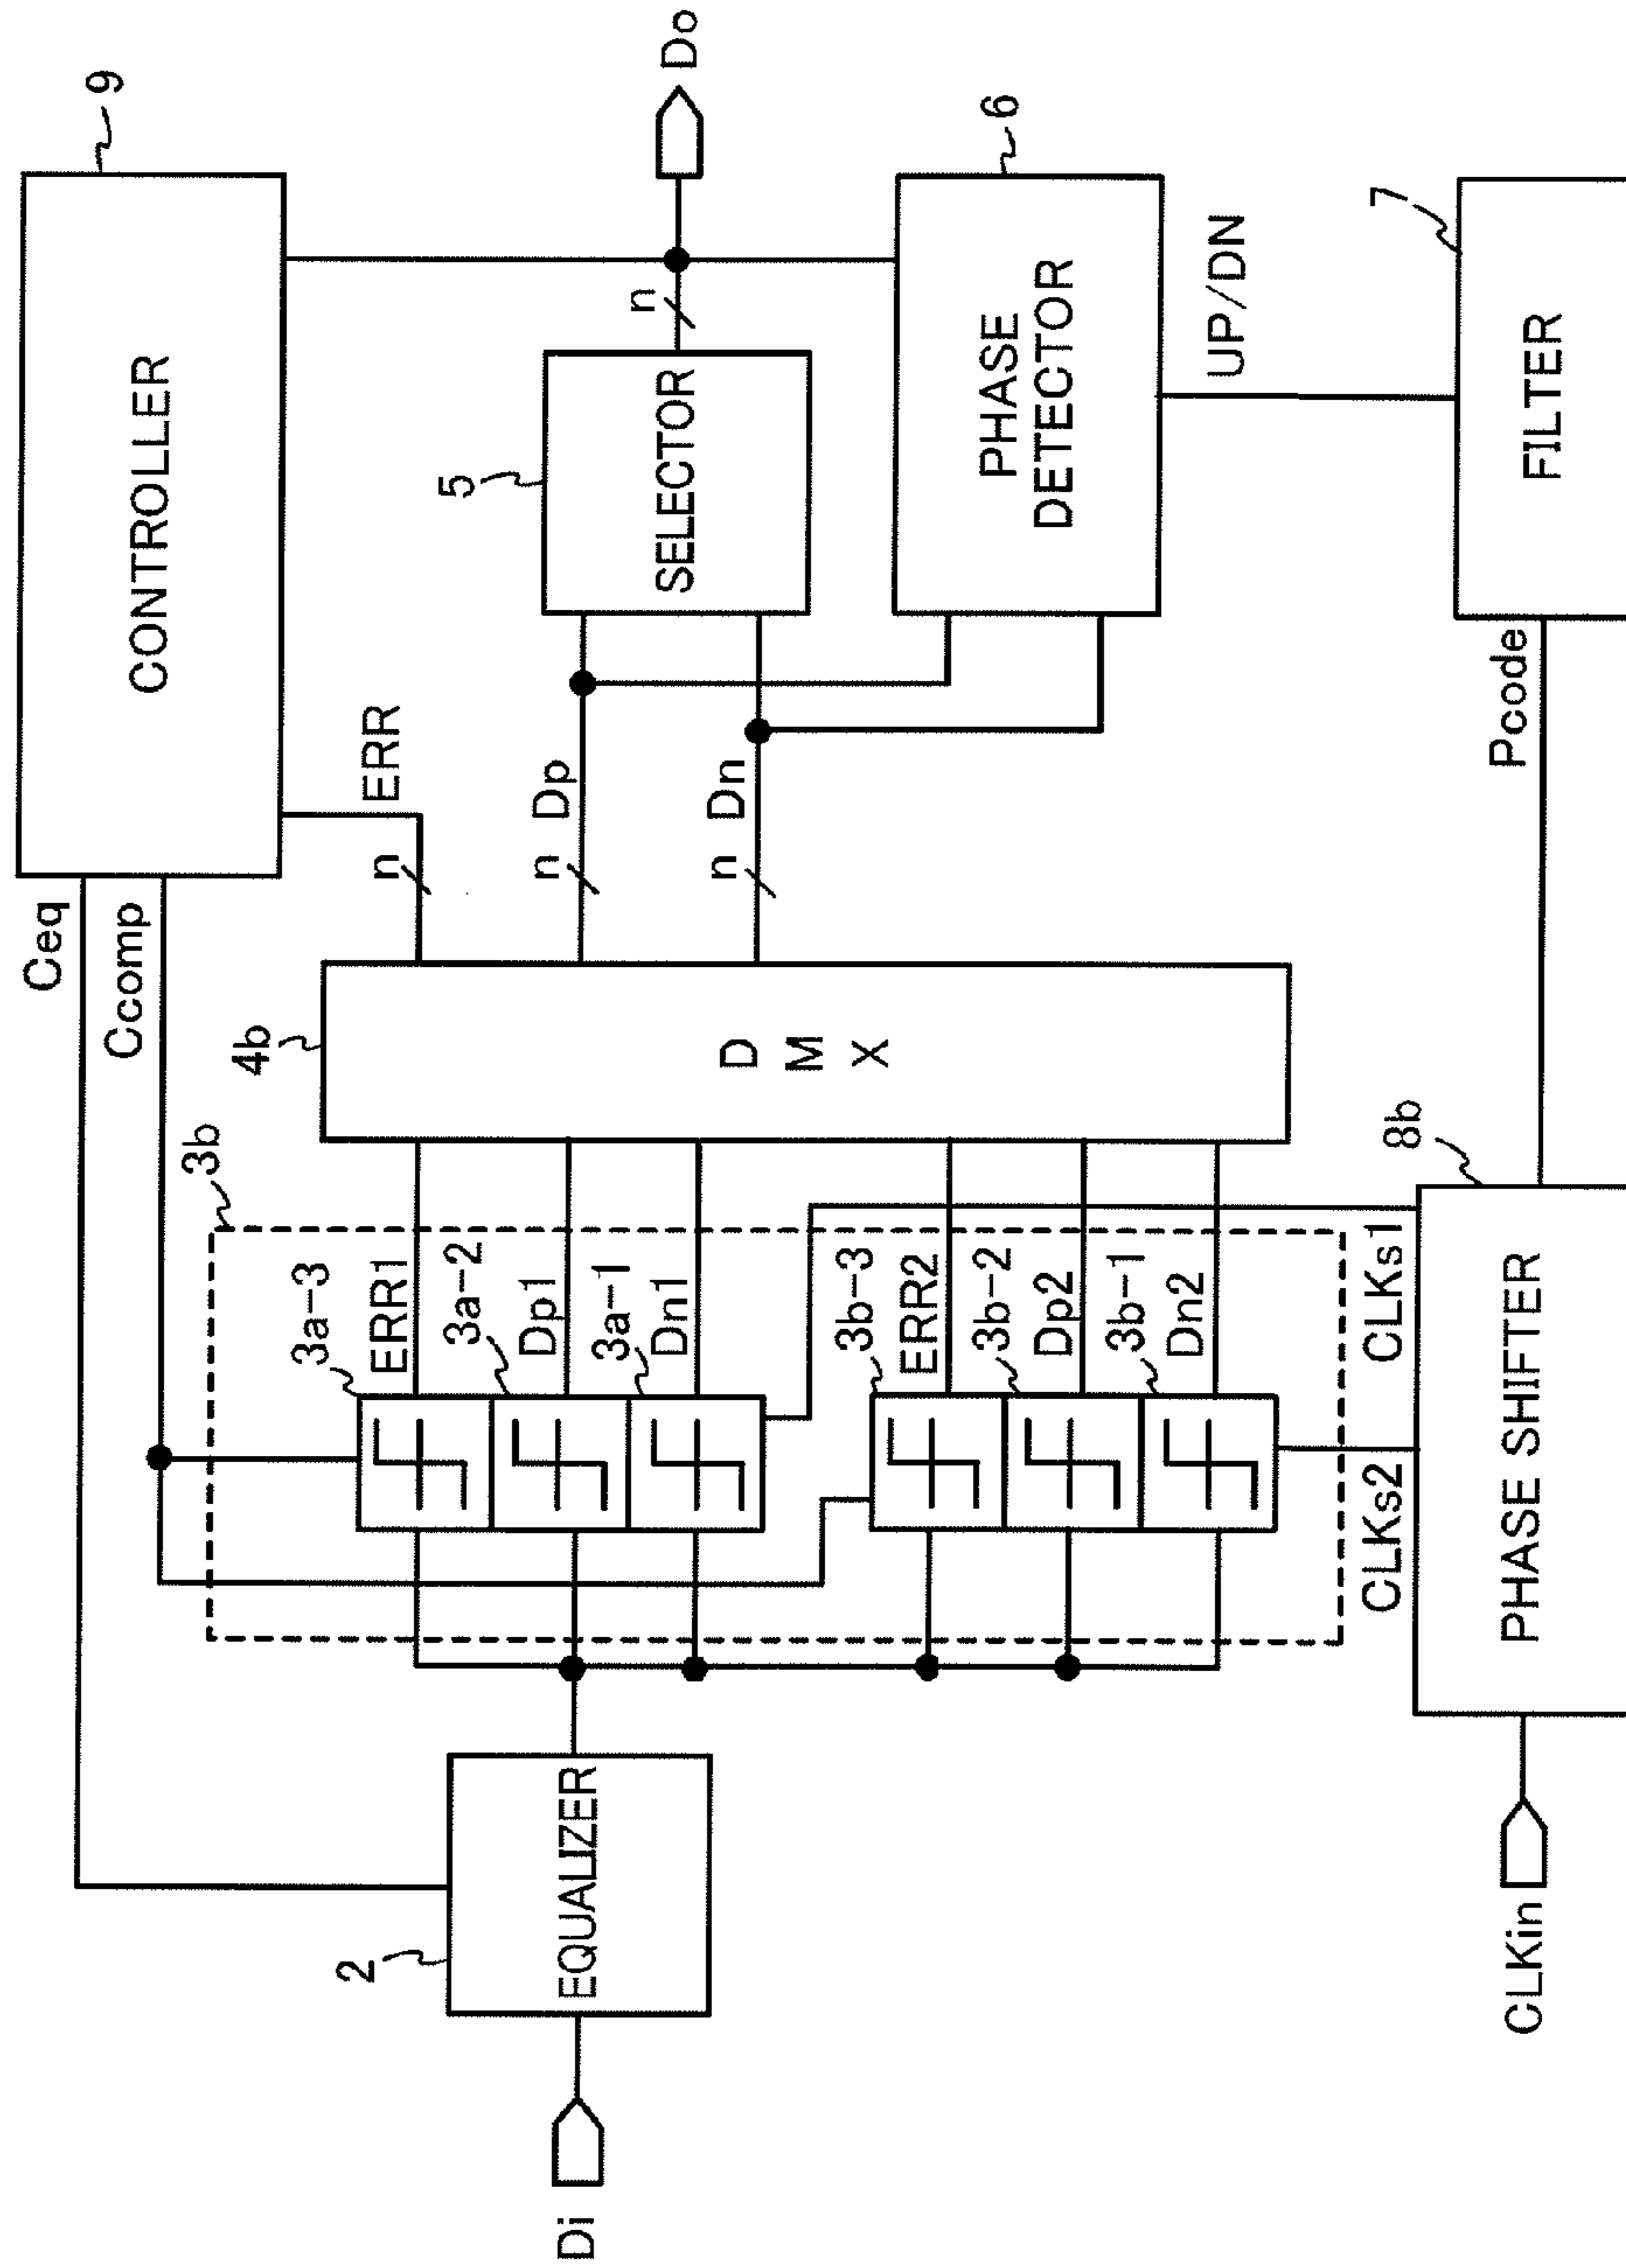 9
CONTROLLER
Ceq
Ccomp
ERR
n
3b
4b
5
3a-3
ERR1
3a-2
Dp1
3a-1
Dn1
2
EQUALIZER
Di
D
M
X
n
Dp
n
Dn
SELECTOR
n
Do
3b-3
ERR2
3b-2
Dp2
3b-1
Dn2
PHASE
DETECTOR
6
UP/DN
CLKs2
CLKs1
8b
Pcode
7
CLKin
PHASE SHIFTER
FILTER